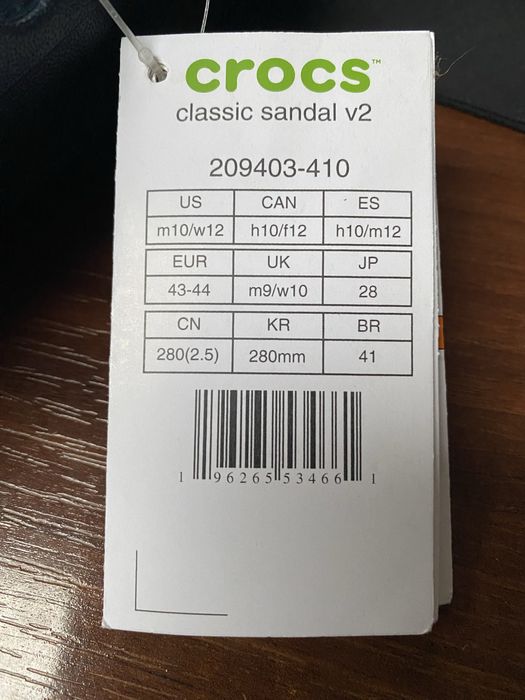 crocs™
classic sandal v2
209403-410
US CAN ES
m10/w12 h10/f12 h10/m12
EUR UK JP
43-44 m9/w10 28
CN KR BR
280(2.5) 280mm 41
1 96265 53466 1